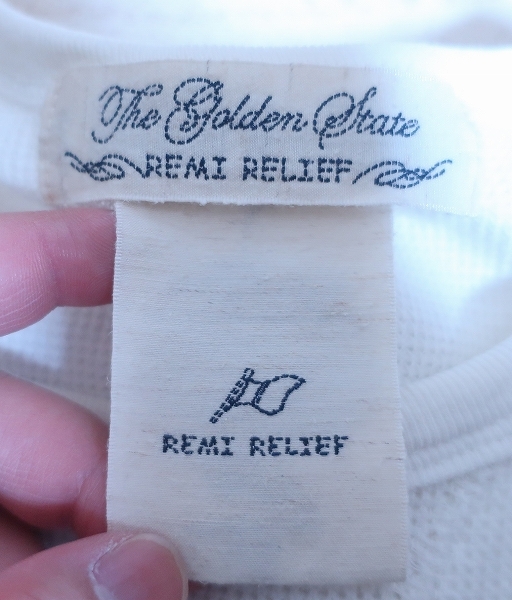 The Golden State
REMI RELIEF
REMI RELIEF